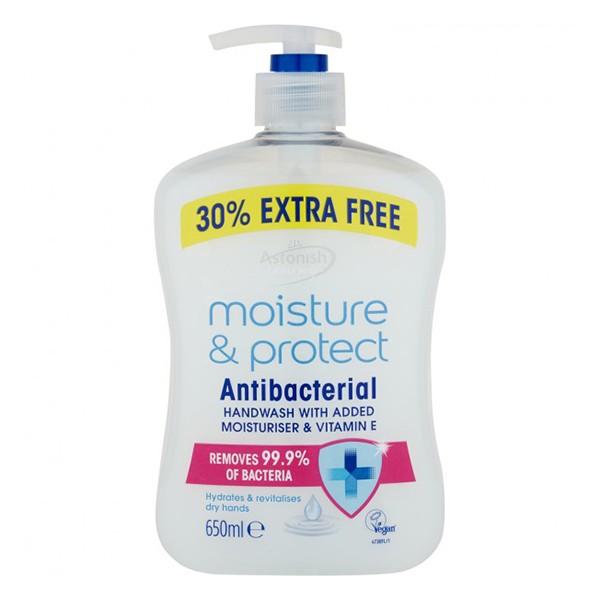 30% EXTRA FREE
Astonish
moisture
& protect
Antibacterial
HANDWASH WITH ADDED
MOISTURISER & VITAMIN E
REMOVES 99.9%
OF BACTERIA
Hydrates & revitalises
dry hands
650ml ℮
Vegan